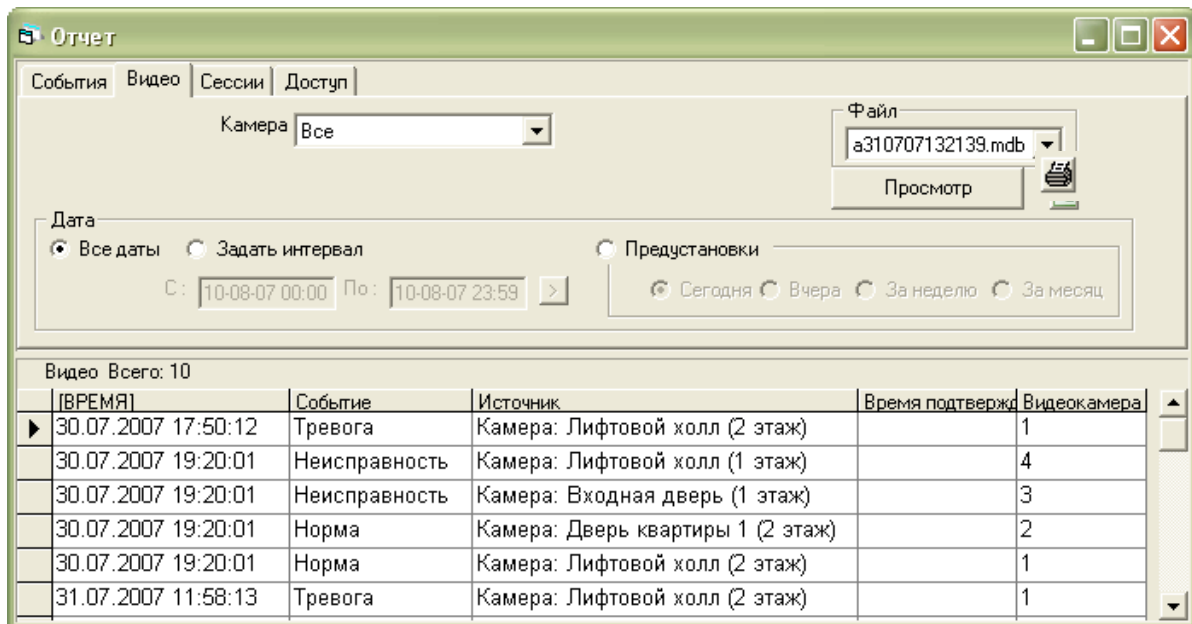 Отчет
События Видео Сессии Доступ
Камера Все Файл
a310707132139.mdb
Просмотр
Дата
Все даты Задать интервал Предустановки
С: 10-08-07 00:00 По: 10-08-07 23:59 > Сегодня Вчера За неделю За месяц
Видео Всего: 10
[ВРЕМЯ] Событие Источник Время подтвержд Видеокамера
30.07.2007 17:50:12 Тревога Камера: Лифтовой холл (2 этаж) 1
30.07.2007 19:20:01 Неисправность Камера: Лифтовой холл (1 этаж) 4
30.07.2007 19:20:01 Неисправность Камера: Входная дверь (1 этаж) 3
30.07.2007 19:20:01 Норма Камера: Дверь квартиры 1 (2 этаж) 2
30.07.2007 19:20:01 Норма Камера: Лифтовой холл (2 этаж) 1
31.07.2007 11:58:13 Тревога Камера: Лифтовой холл (2 этаж) 1